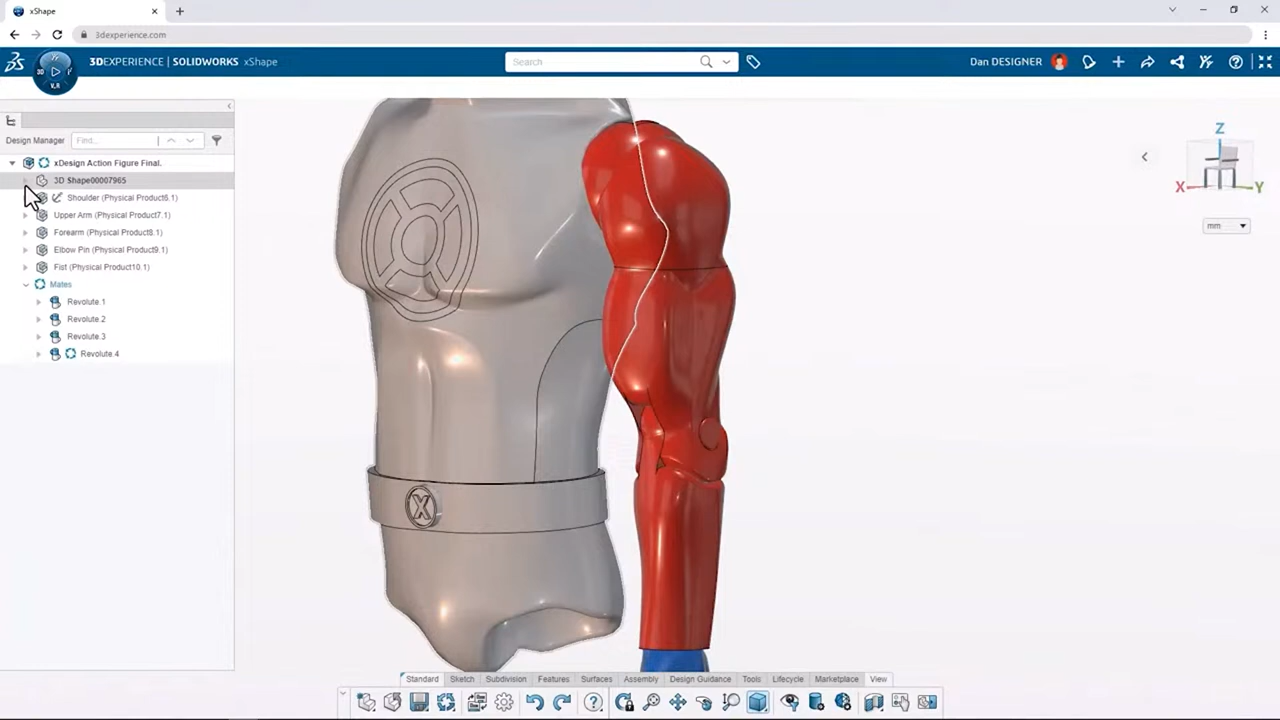 xShape
3dexperience.com
3DEXPERIENCE | SOLIDWORKS xShape
Search
Dan DESIGNER
3D
V.R
Design Manager
Find...
xDesign Action Figure Final.
3D Shape00007965
Shoulder (Physical Product6.1)
Upper Arm (Physical Product7.1)
Forearm (Physical Product8.1)
Elbow Pin (Physical Product9.1)
Fist (Physical Product10.1)
Mates
Revolute.1
Revolute.2
Revolute.3
Revolute.4
X
Z
X
Y
mm
Standard Sketch Subdivision Features Surfaces Assembly Design Guidance Tools Lifecycle Marketplace View